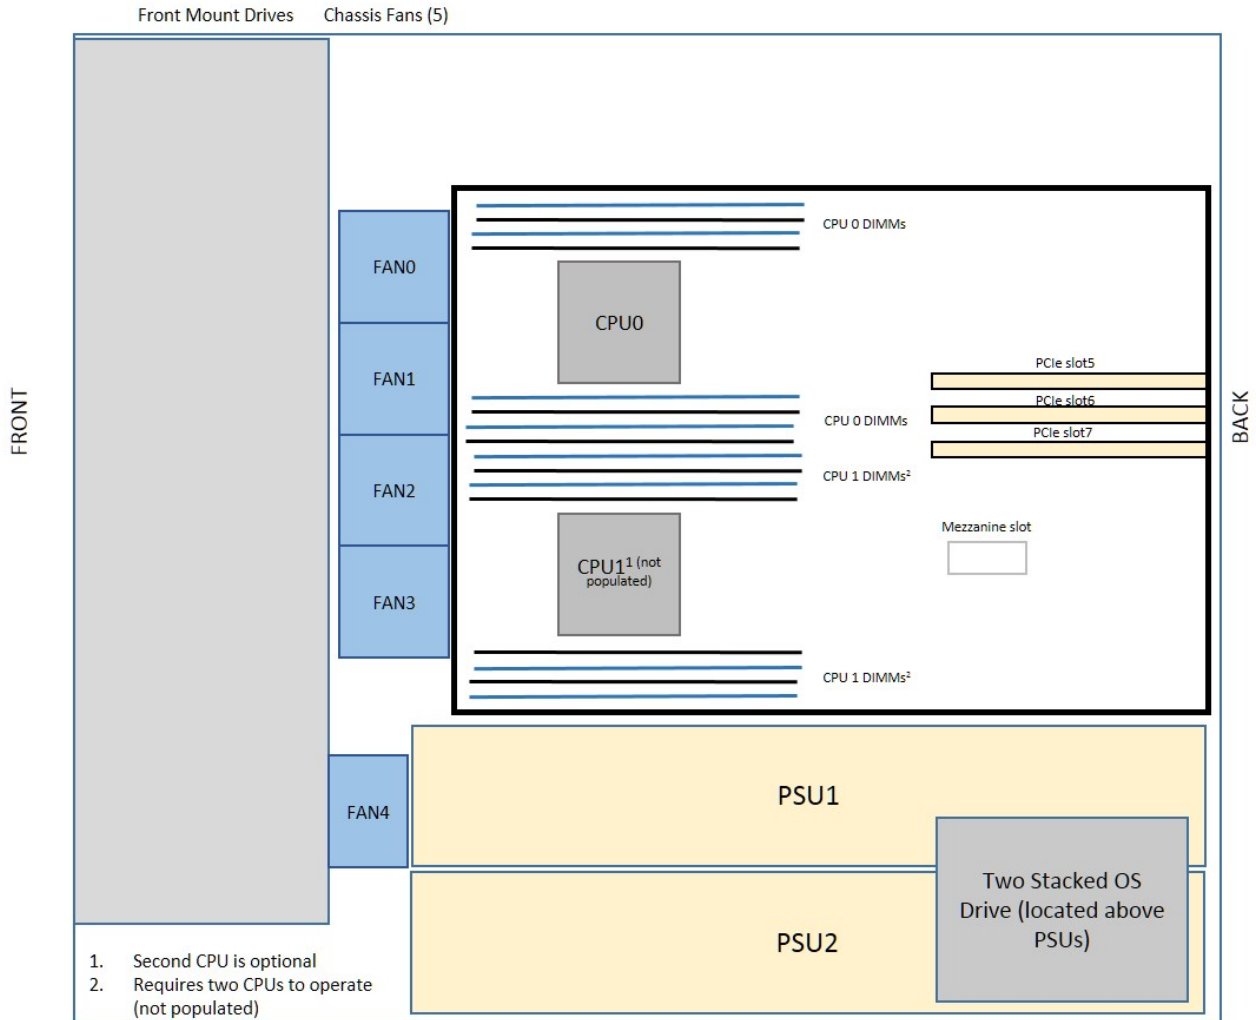 Front Mount Drives
Chassis Fans (5)
FRONT
BACK
FAN0
FAN1
FAN2
FAN3
FAN4
CPU 0 DIMMs
CPU0
CPU 0 DIMMs
CPU 1 DIMMs²
CPU1¹ (not
populated)
CPU 1 DIMMs²
PCIe slot5
PCIe slot6
PCIe slot7
Mezzanine slot
PSU1
PSU2
Two Stacked OS
Drive (located above
PSUs)
1. Second CPU is optional
2. Requires two CPUs to operate
(not populated)